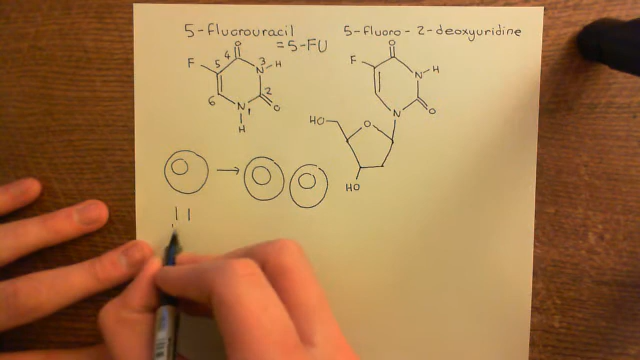 5-fluorouracil
=5-FU
5-fluoro-2-deoxyuridine
O
F 5 4 3 N-H
6 2 O
N 1
H
O
F
N-H
O
N
HO O
HO